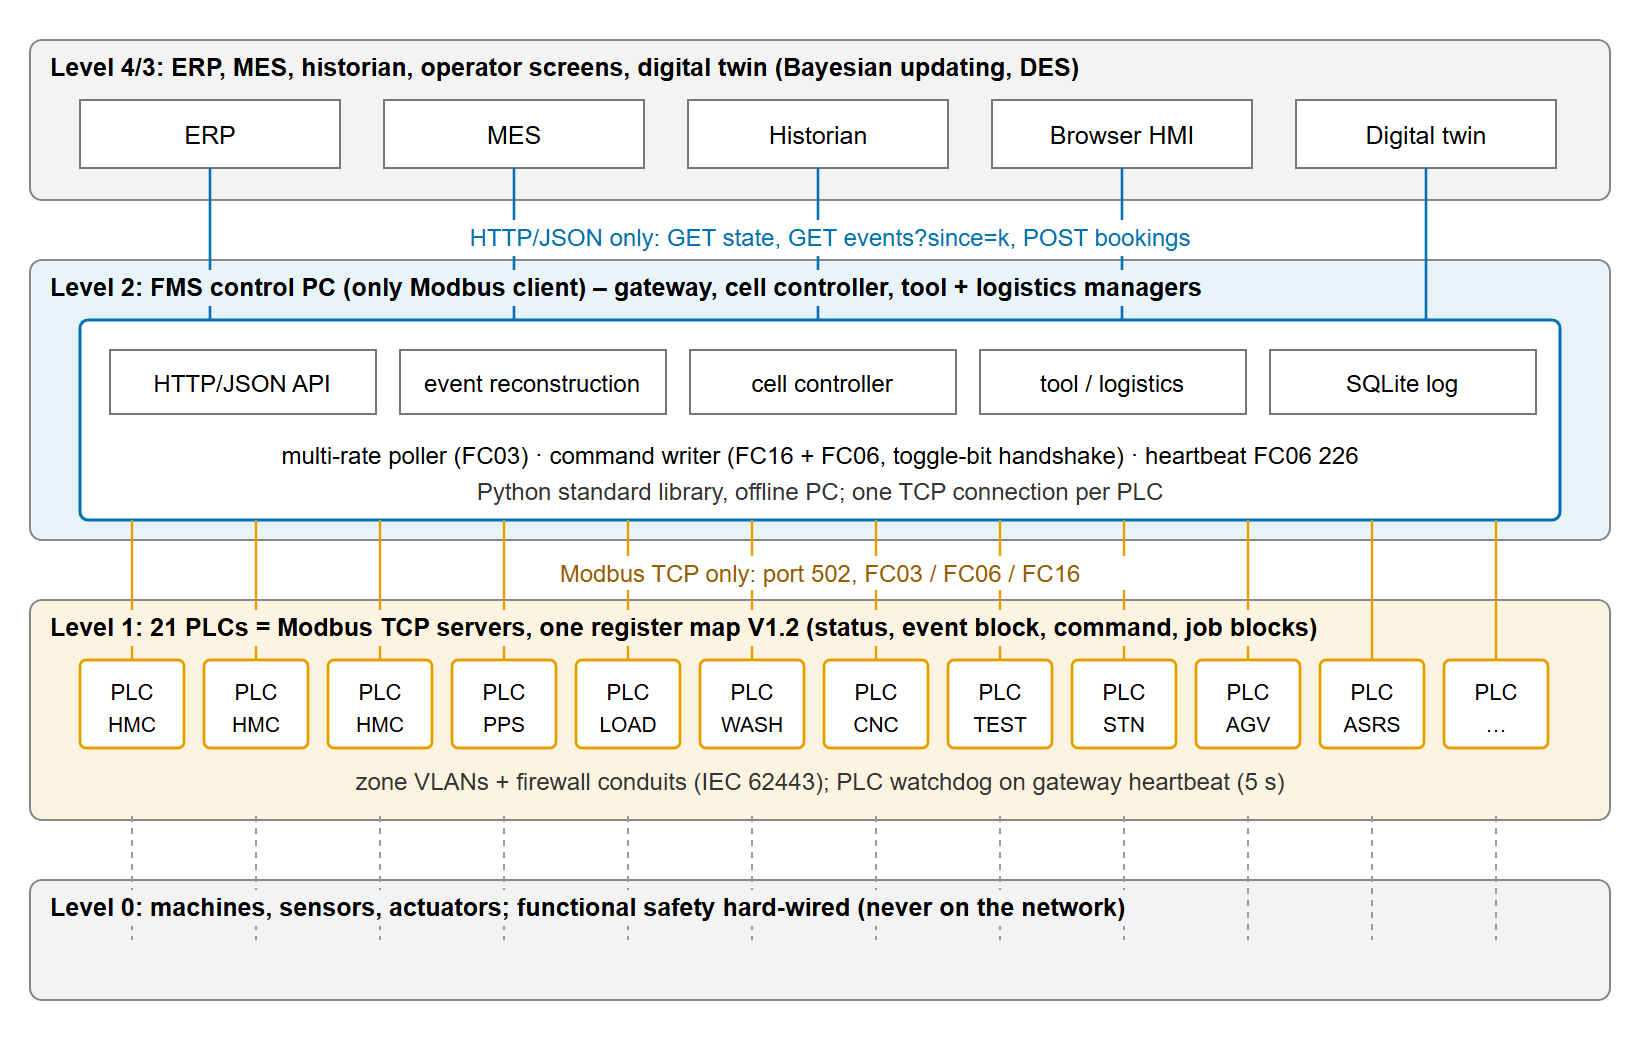 Level 4/3: ERP, MES, historian, operator screens, digital twin (Bayesian updating, DES)
ERP
MES
Historian
Browser HMI
Digital twin
HTTP/JSON only: GET state, GET events?since=k, POST bookings
Level 2: FMS control PC (only Modbus client) – gateway, cell controller, tool + logistics managers
HTTP/JSON API
event reconstruction
cell controller
tool / logistics
SQLite log
multi-rate poller (FC03) · command writer (FC16 + FC06, toggle-bit handshake) · heartbeat FC06 226
Python standard library, offline PC; one TCP connection per PLC
Modbus TCP only: port 502, FC03 / FC06 / FC16
Level 1: 21 PLCs = Modbus TCP servers, one register map V1.2 (status, event block, command, job blocks)
PLC
HMC
PLC
HMC
PLC
HMC
PLC
PPS
PLC
LOAD
PLC
WASH
PLC
CNC
PLC
TEST
PLC
STN
PLC
AGV
PLC
ASRS
PLC
…
zone VLANs + firewall conduits (IEC 62443); PLC watchdog on gateway heartbeat (5 s)
Level 0: machines, sensors, actuators; functional safety hard-wired (never on the network)